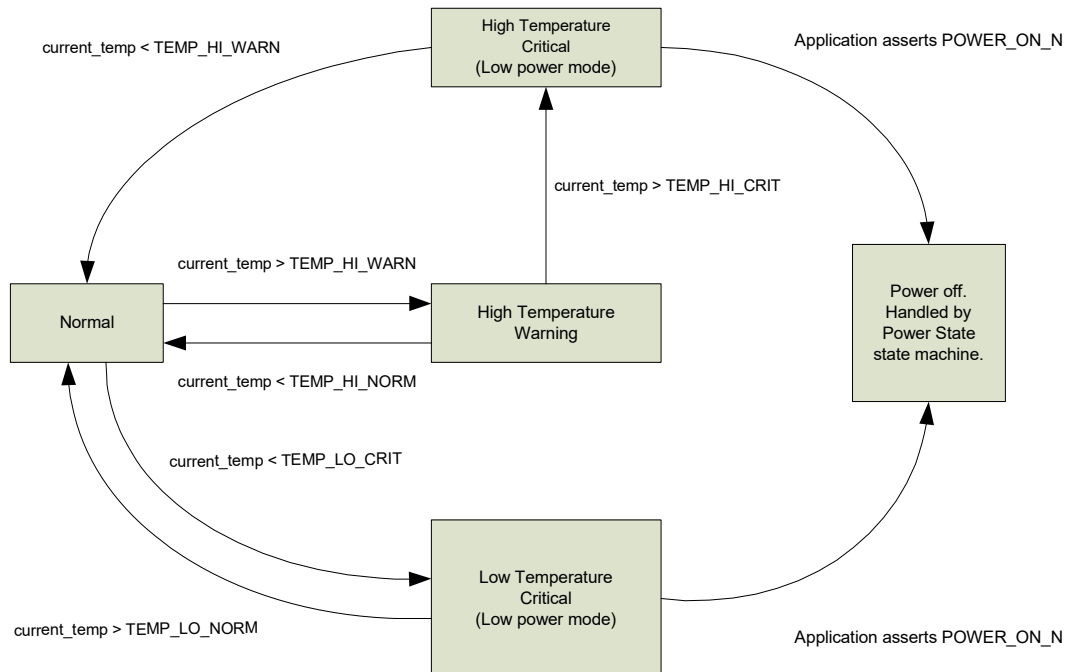 High Temperature
Critical
(Low power mode)
current_temp < TEMP_HI_WARN
Application asserts POWER_ON_N
current_temp > TEMP_HI_CRIT
current_temp > TEMP_HI_WARN
Normal
High Temperature
Warning
Power off.
Handled by
Power State
state machine.
current_temp < TEMP_HI_NORM
current_temp < TEMP_LO_CRIT
Low Temperature
Critical
(Low power mode)
current_temp > TEMP_LO_NORM
Application asserts POWER_ON_N